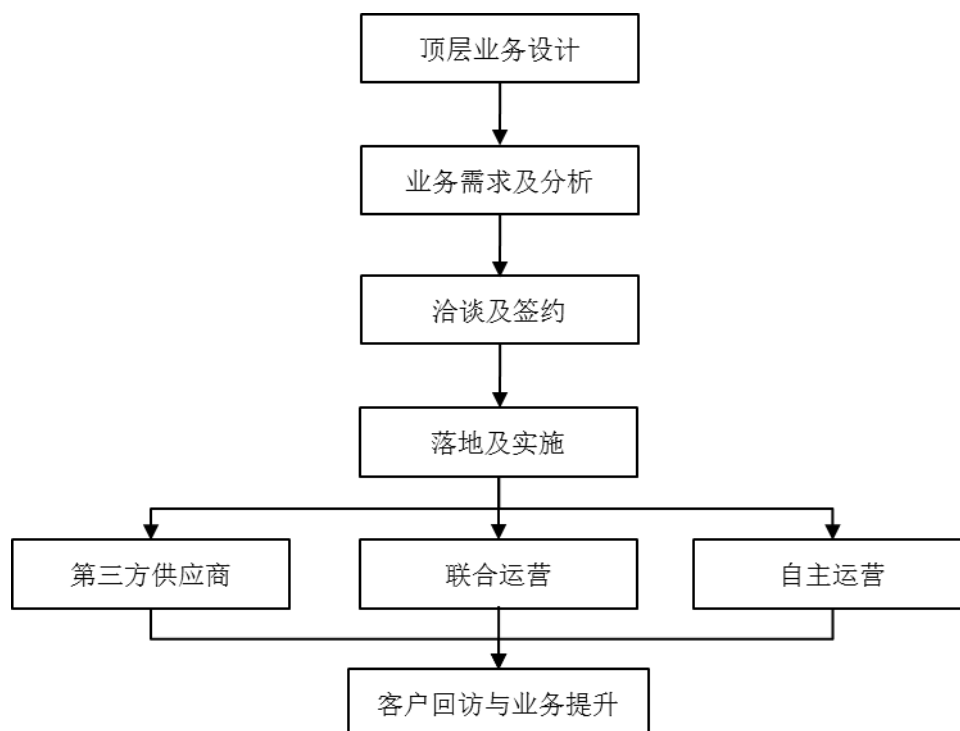 顶层业务设计
业务需求及分析
洽谈及签约
落地及实施
第三方供应商
联合运营
自主运营
客户回访与业务提升